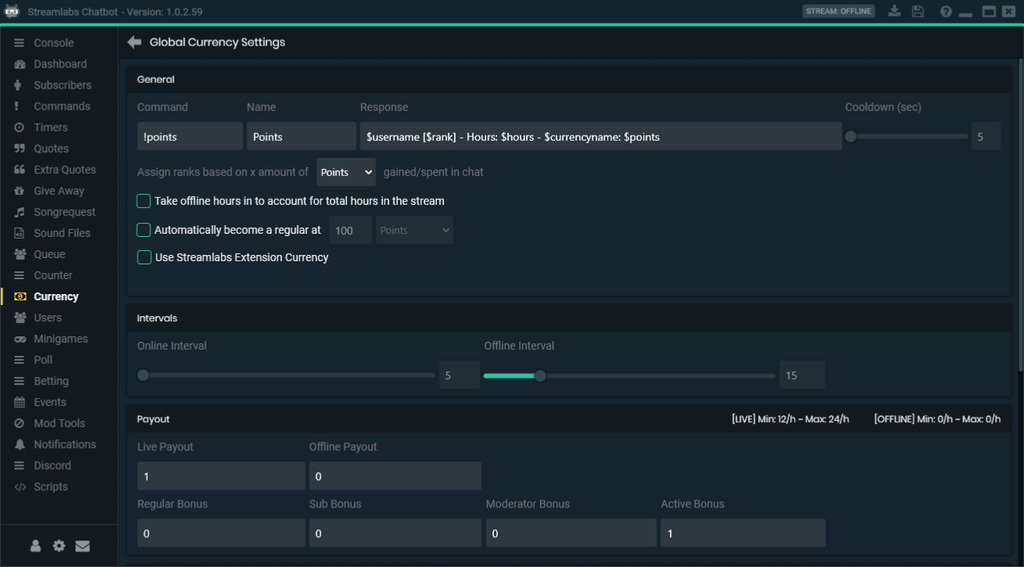 Streamlabs Chatbot - Version: 1.0.2.59
STREAM: OFFLINE
Console
Dashboard
Subscribers
Commands
Timers
Quotes
Extra Quotes
Give Away
Songrequest
Sound Files
Queue
Counter
Currency
Users
Minigames
Poll
Betting
Events
Mod Tools
Notifications
Discord
Scripts
Global Currency Settings
General
Command Name Response Cooldown (sec)
!points Points $username [$rank] - Hours: $hours - $currencyname: $points 5
Assign ranks based on x amount of Points gained/spent in chat
Take offline hours in to account for total hours in the stream
Automatically become a regular at 100 Points
Use Streamlabs Extension Currency
Intervals
Online Interval Offline Interval
5 15
Payout [LIVE] Min: 12/h ~ Max: 24/h [OFFLINE] Min: 0/h ~ Max: 0/h
Live Payout Offline Payout
1 0
Regular Bonus Sub Bonus Moderator Bonus Active Bonus
0 0 0 1